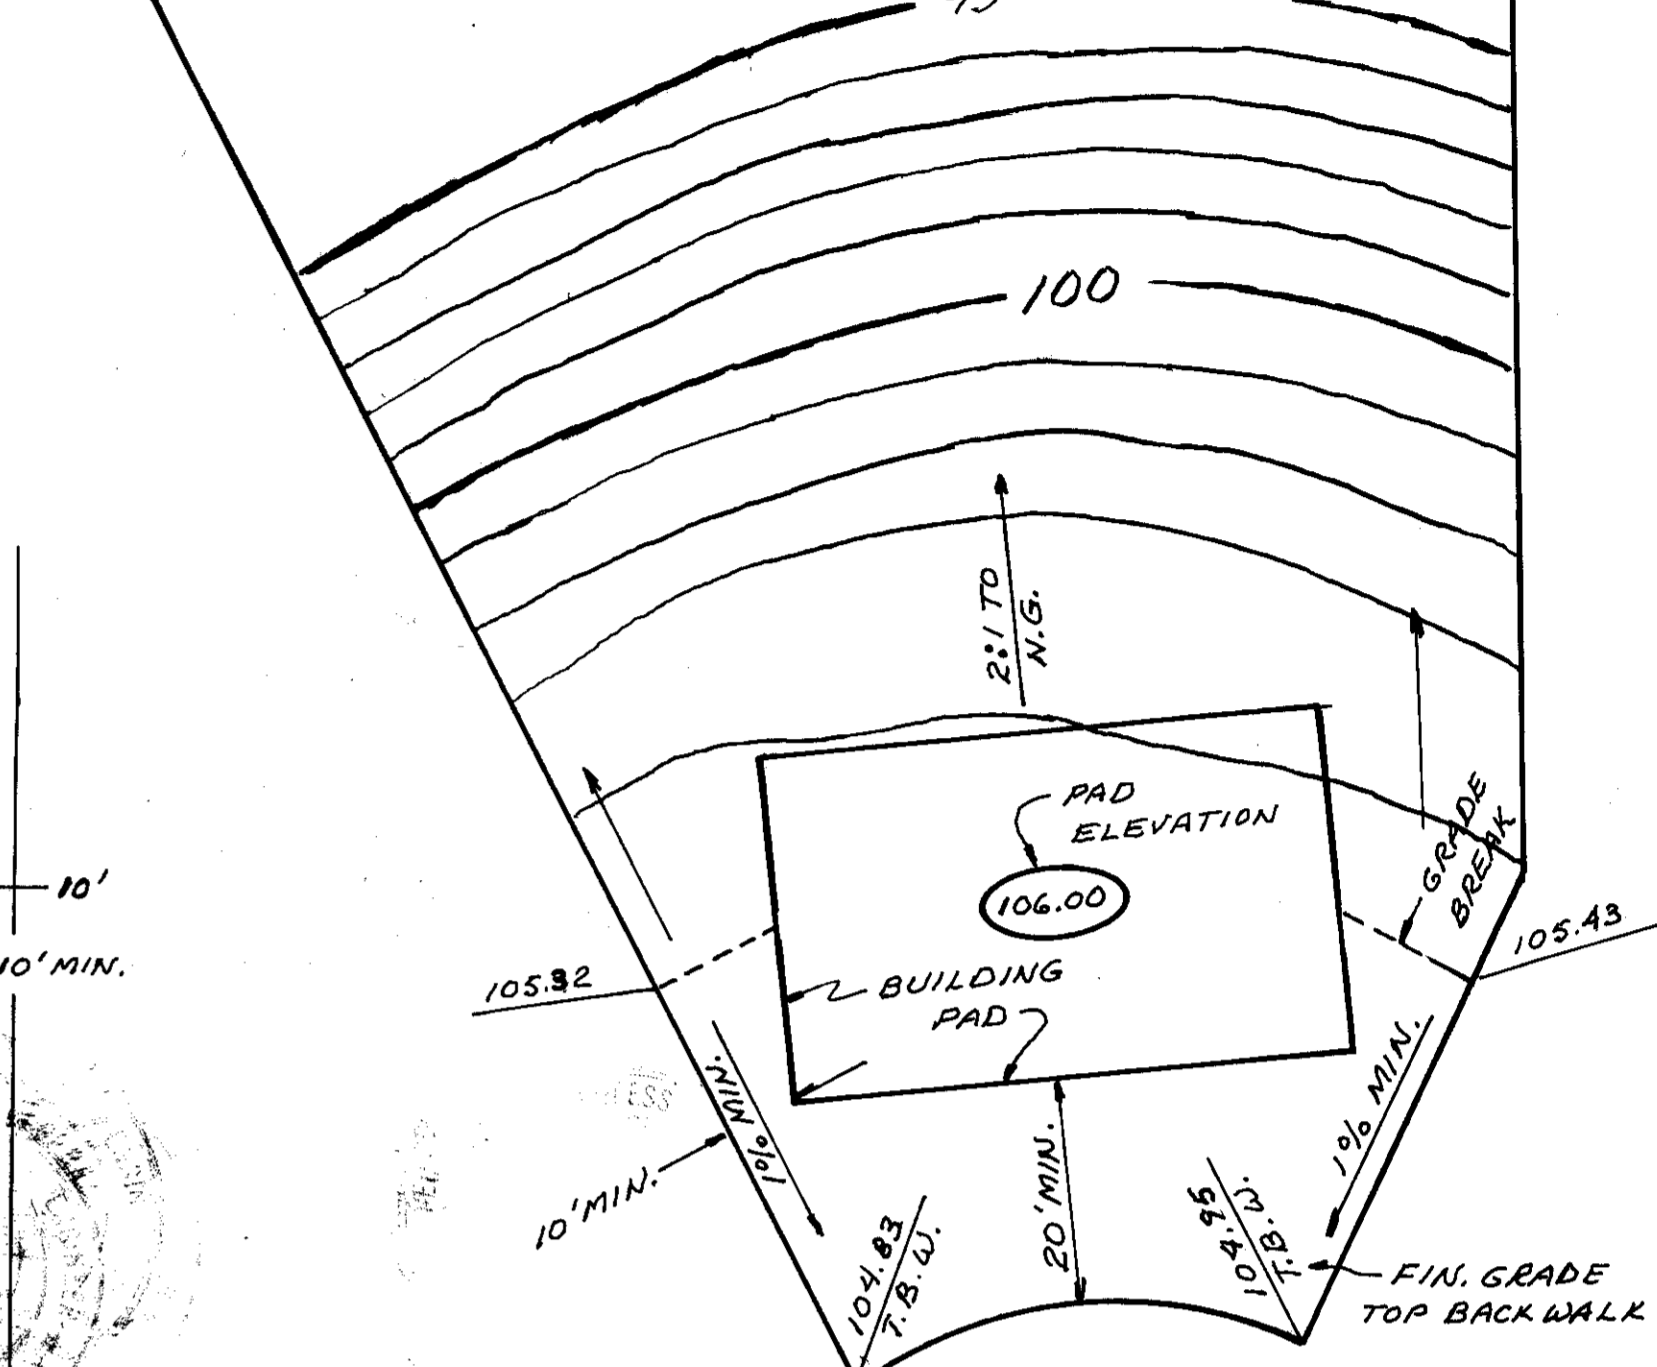 100
2:1 TO
N.G.
PAD
ELEVATION
106.00
GRADE
BREAK
10'
10' MIN.
105.32
105.43
BUILDING
PAD
1% MIN.
1% MIN.
10' MIN.
20' MIN.
104.83
T.B.W.
104.95
T.B.W.
FIN. GRADE
TOP BACK WALK